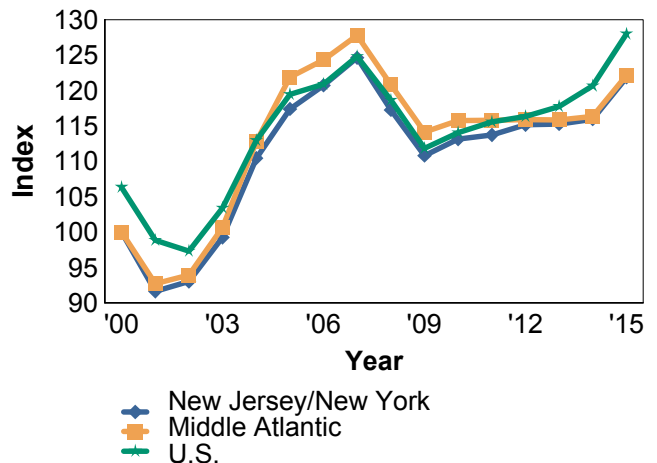 130
125
120
115
110
105
100
95
90
Index
'00 '03 '06 '09 '12 '15
Year
New Jersey/New York
Middle Atlantic
U.S.